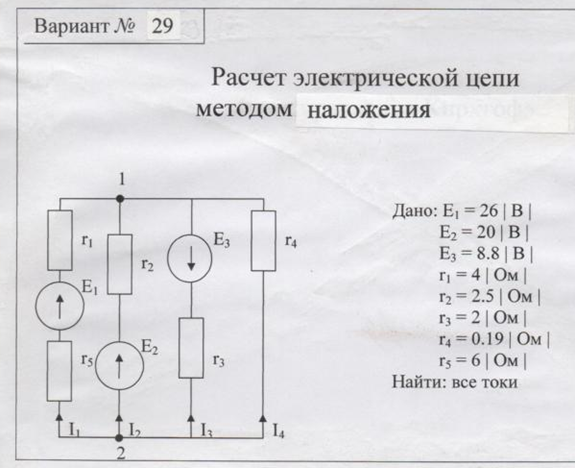 Вариант № 29
Расчет электрической цепи
методом наложения
1
r₁
r₂
E₃
r₄
E₁
r₅
E₂
r₃
I₁
I₂
I₃
I₄
2
Дано: E₁ = 26 | В |
E₂ = 20 | В |
E₃ = 8.8 | В |
r₁ = 4 | Ом |
r₂ = 2.5 | Ом |
r₃ = 2 | Ом |
r₄ = 0.19 | Ом |
r₅ = 6 | Ом |
Найти: все токи